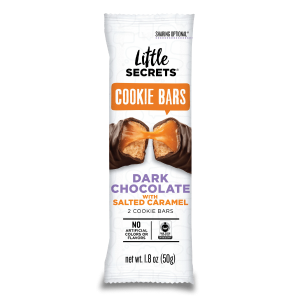 SHARING OPTIONAL™
Little
SECRETS®
COOKIE BARS
DARK
CHOCOLATE
WITH
SALTED CARAMEL
2 COOKIE BARS
NO
ARTIFICIAL
COLORS OR
FLAVORS
net wt. 1.8 oz (50g)